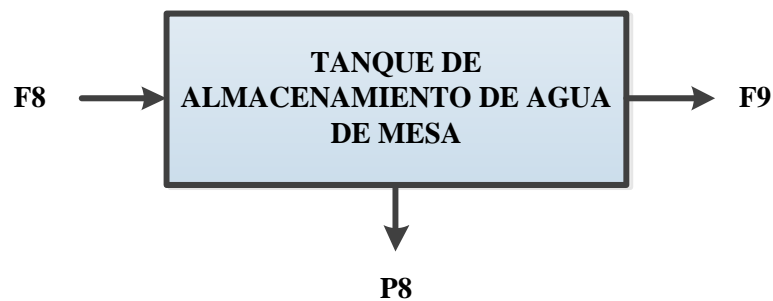 TANQUE DE
F8
ALMACENAMIENTO DE AGUA
F9
DE MESA
P8